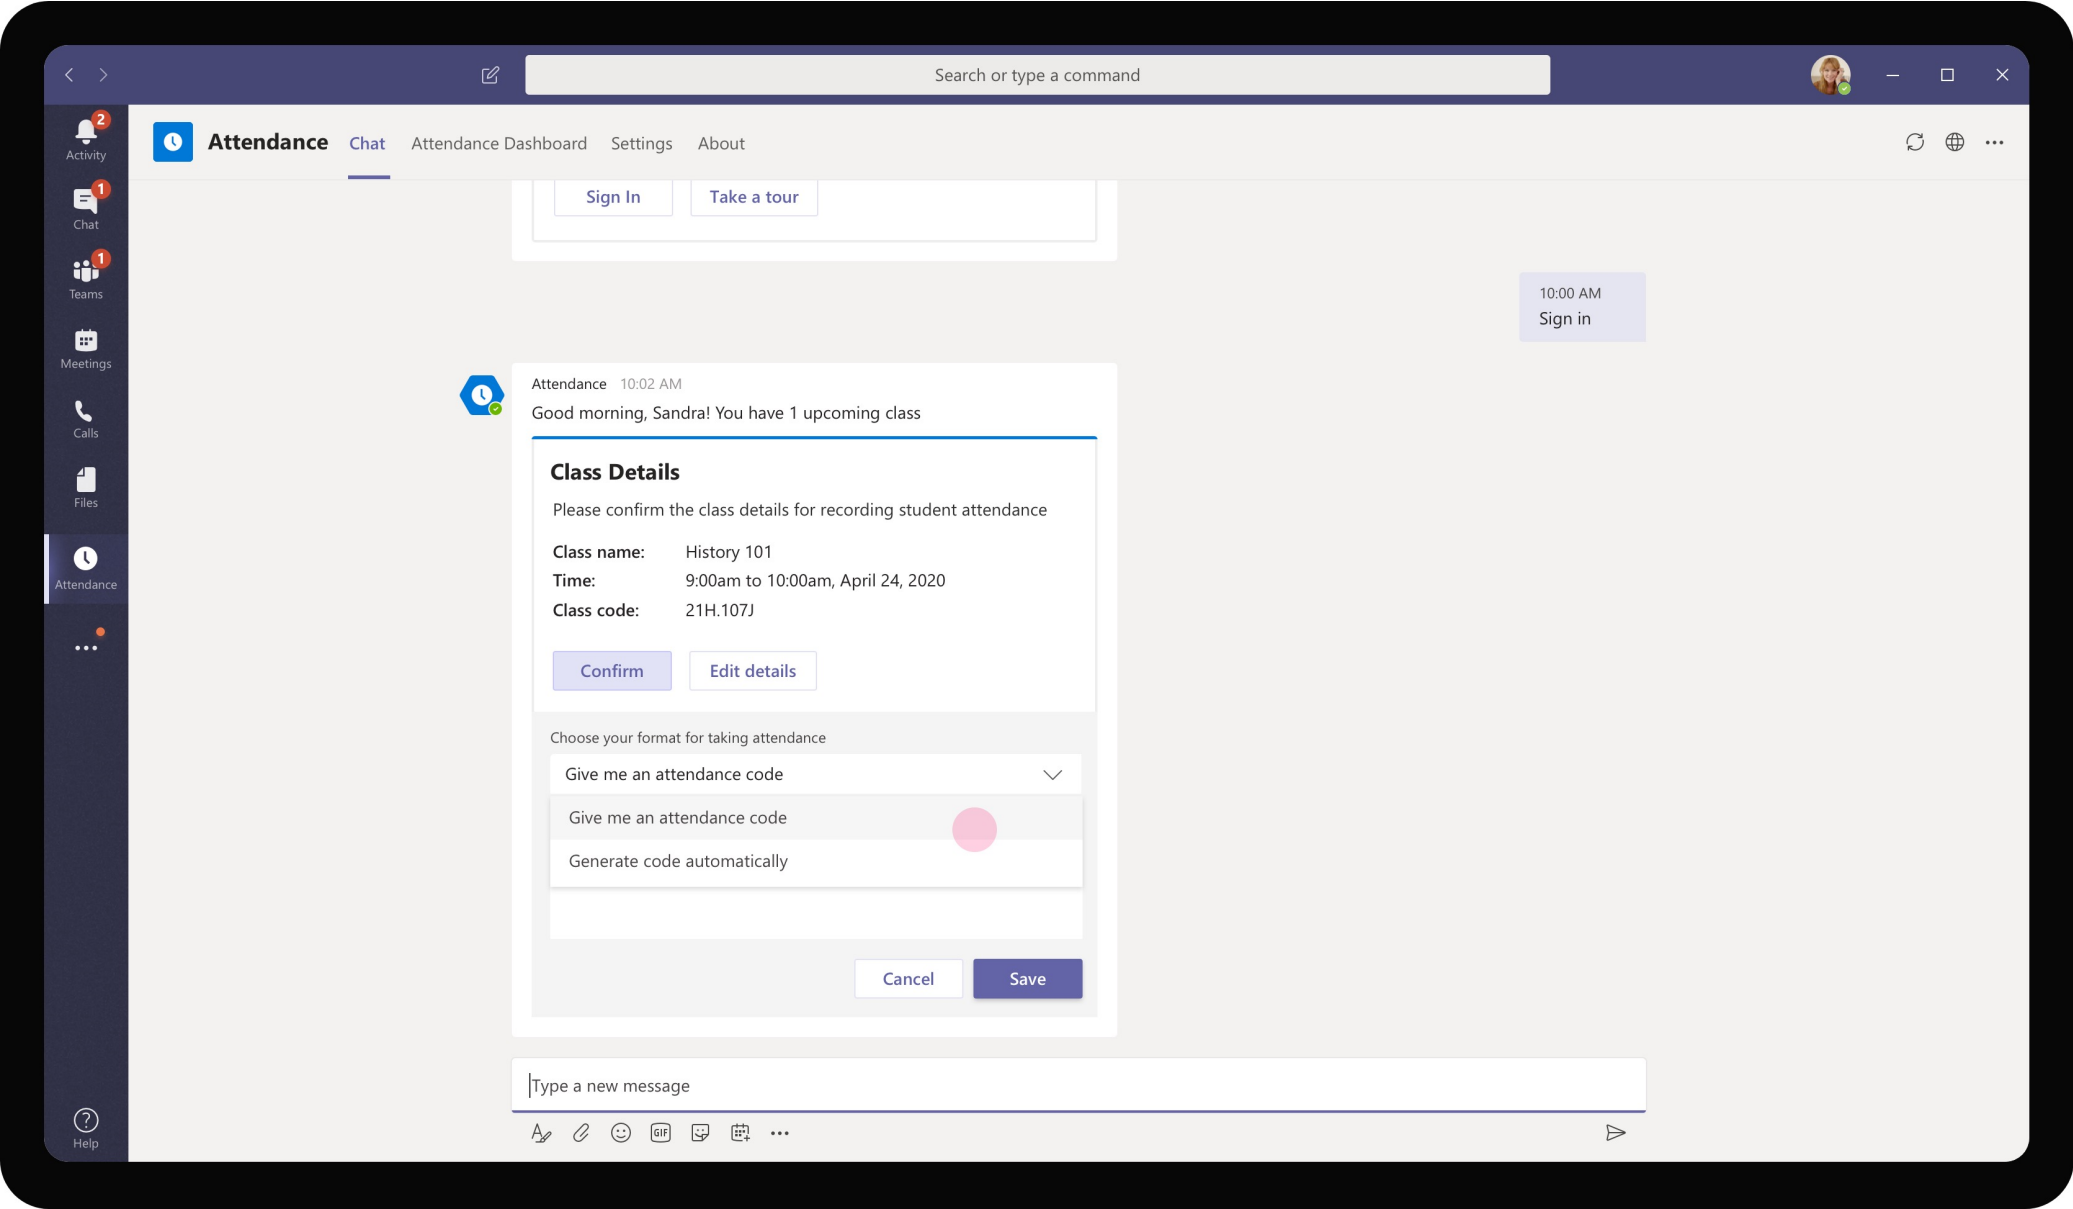 Search or type a command
2
Activity
1
Chat
1
Teams
Meetings
Calls
Files
Attendance
Help
Attendance Chat Attendance Dashboard Settings About
Sign In Take a tour
10:00 AM
Sign in
Attendance 10:02 AM
Good morning, Sandra! You have 1 upcoming class
Class Details
Please confirm the class details for recording student attendance
Class name: History 101
Time: 9:00am to 10:00am, April 24, 2020
Class code: 21H.107J
Confirm Edit details
Choose your format for taking attendance
Give me an attendance code
Give me an attendance code
Generate code automatically
Cancel Save
Type a new message
GIF